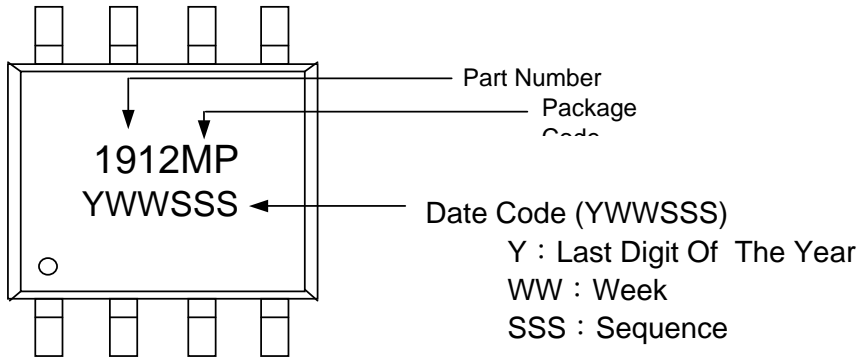 Part Number
Package
1912MP
YWWSSS
Date Code (YWWSSS)
Y：Last Digit Of The Year
WW：Week
SSS：Sequence